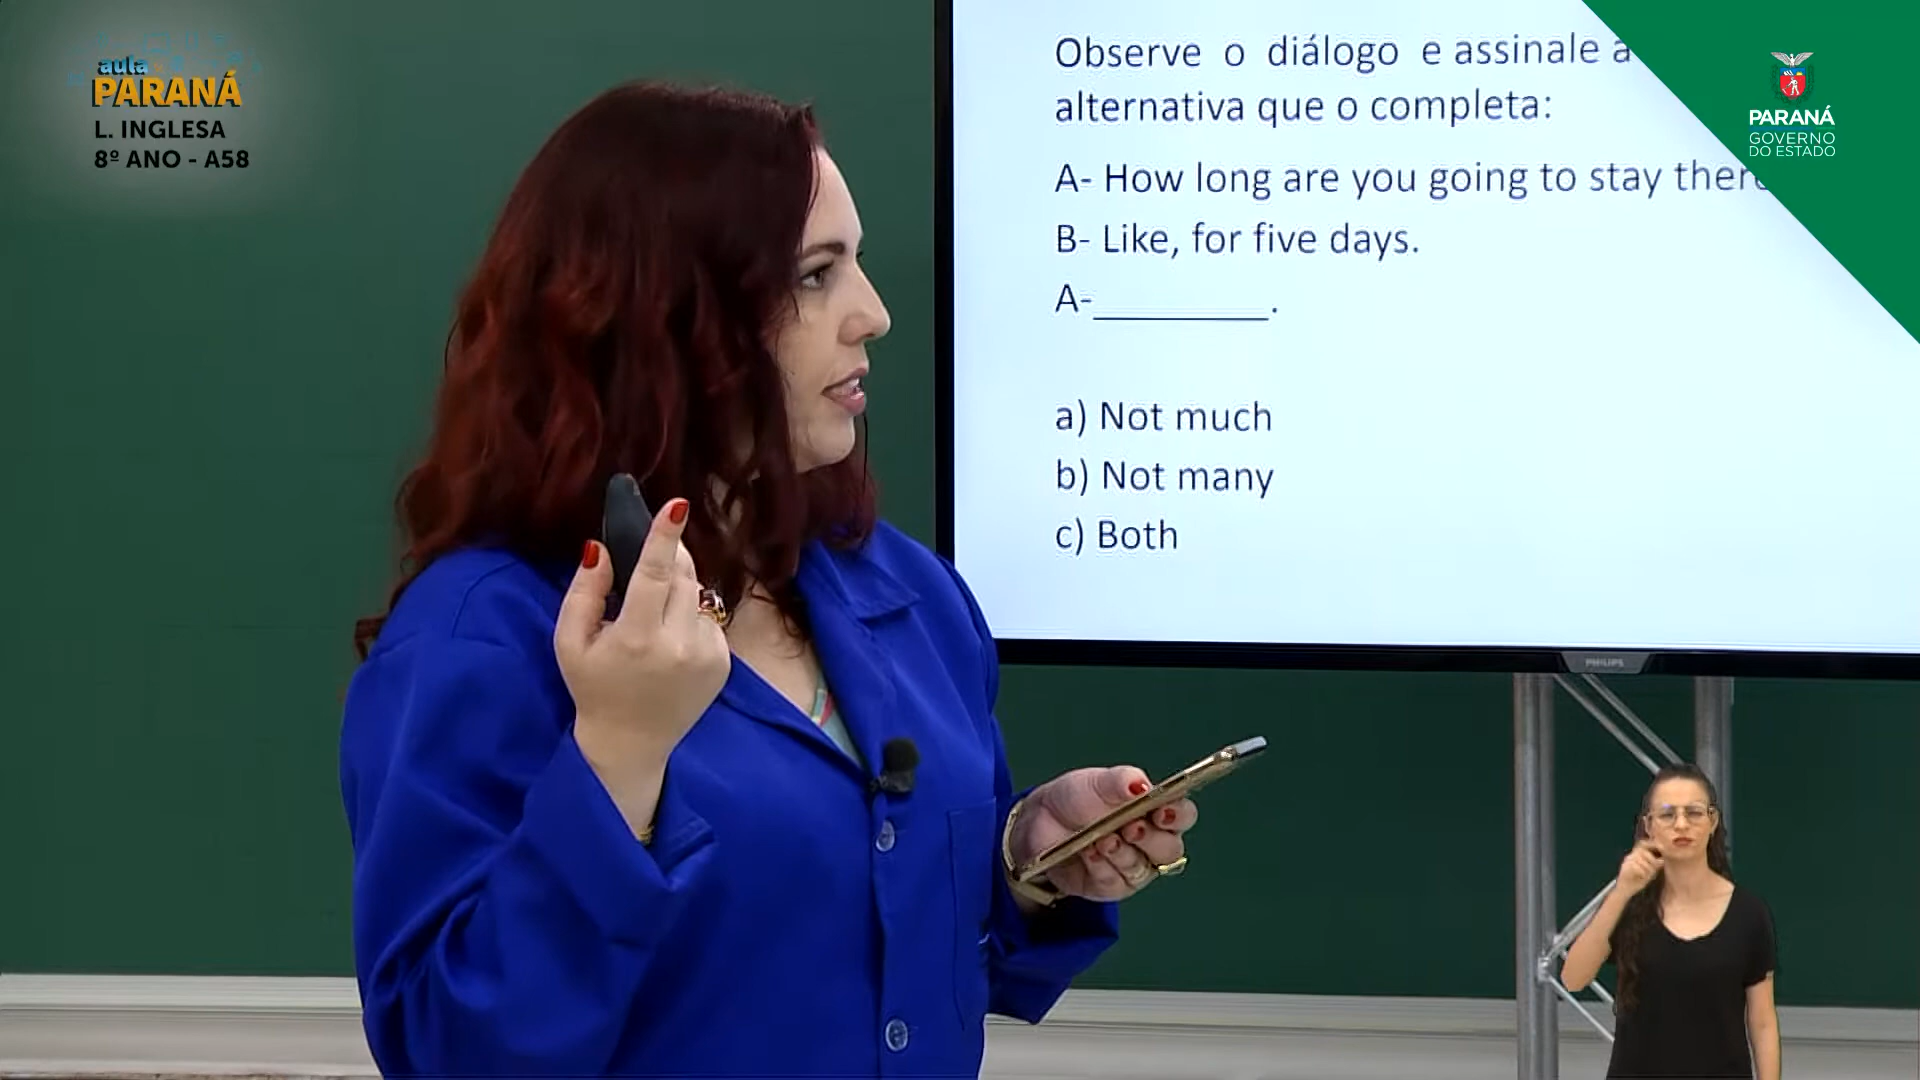 aula
PARANÁ
L. INGLESA
8º ANO - A58
Observe o diálogo e assinale a
alternativa que o completa:
A- How long are you going to stay there
B- Like, for five days.
A-________.
a) Not much
b) Not many
c) Both
PARANÁ
GOVERNO
DO ESTADO
PHILIPS